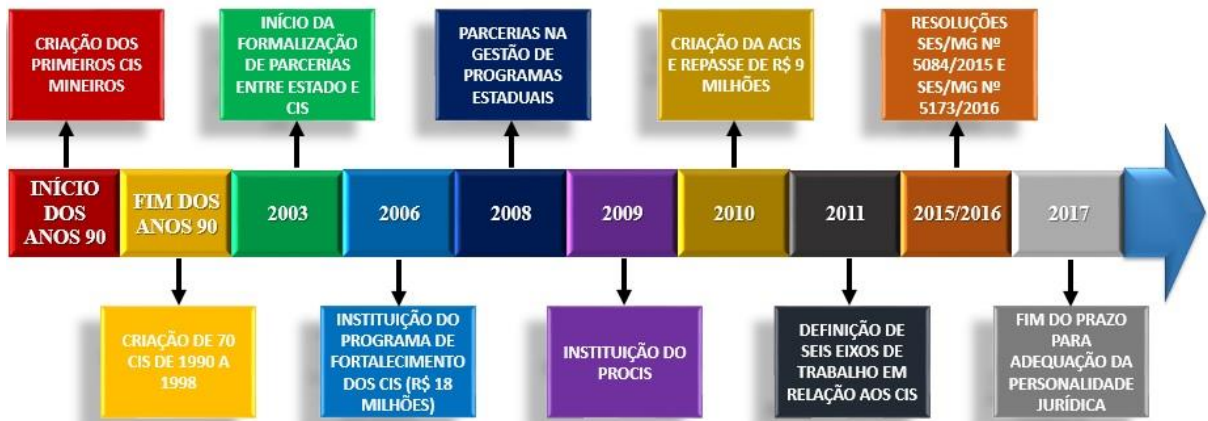 CRIAÇÃO DOS
PRIMEIROS CIS
MINEIROS
INÍCIO DA
FORMALIZAÇÃO
DE PARCERIAS
ENTRE ESTADO E
CIS
PARCERIAS NA
GESTÃO DE
PROGRAMAS
ESTADUAIS
CRIAÇÃO DA ACIS
E REPASSE DE R$ 9
MILHÕES
RESOLUÇÕES
SES/MG Nº
5084/2015 E
SES/MG Nº
5173/2016
INÍCIO
DOS
ANOS 90
FIM DOS
ANOS 90
2003
2006
2008
2009
2010
2011
2015/2016
2017
CRIAÇÃO DE 70
CIS DE 1990 A
1998
INSTITUIÇÃO DO
PROGRAMA DE
FORTALECIMENTO
DOS CIS (R$ 18
MILHÕES)
INSTITUIÇÃO DO
PROCIS
DEFINIÇÃO DE
SEIS EIXOS DE
TRABALHO EM
RELAÇÃO AOS CIS
FIM DO PRAZO
PARA
ADEQUAÇÃO DA
PERSONALIDADE
JURÍDICA